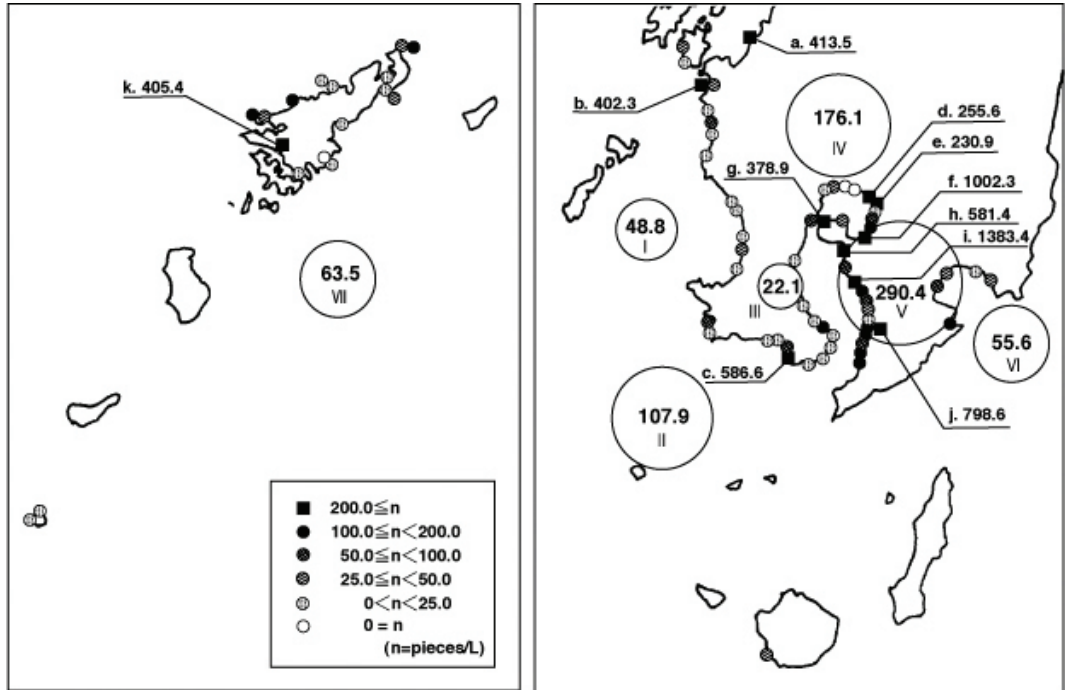 k. 405.4
63.5
VII
200.0≦n
100.0≦n<200.0
50.0≦n<100.0
25.0≦n<50.0
0<n<25.0
0 = n
(n=pieces/L)
a. 413.5
b. 402.3
176.1
IV
d. 255.6
e. 230.9
g. 378.9
f. 1002.3
h. 581.4
i. 1383.4
48.8
I
22.1
III
290.4
V
55.6
VI
c. 586.6
107.9
II
j. 798.6